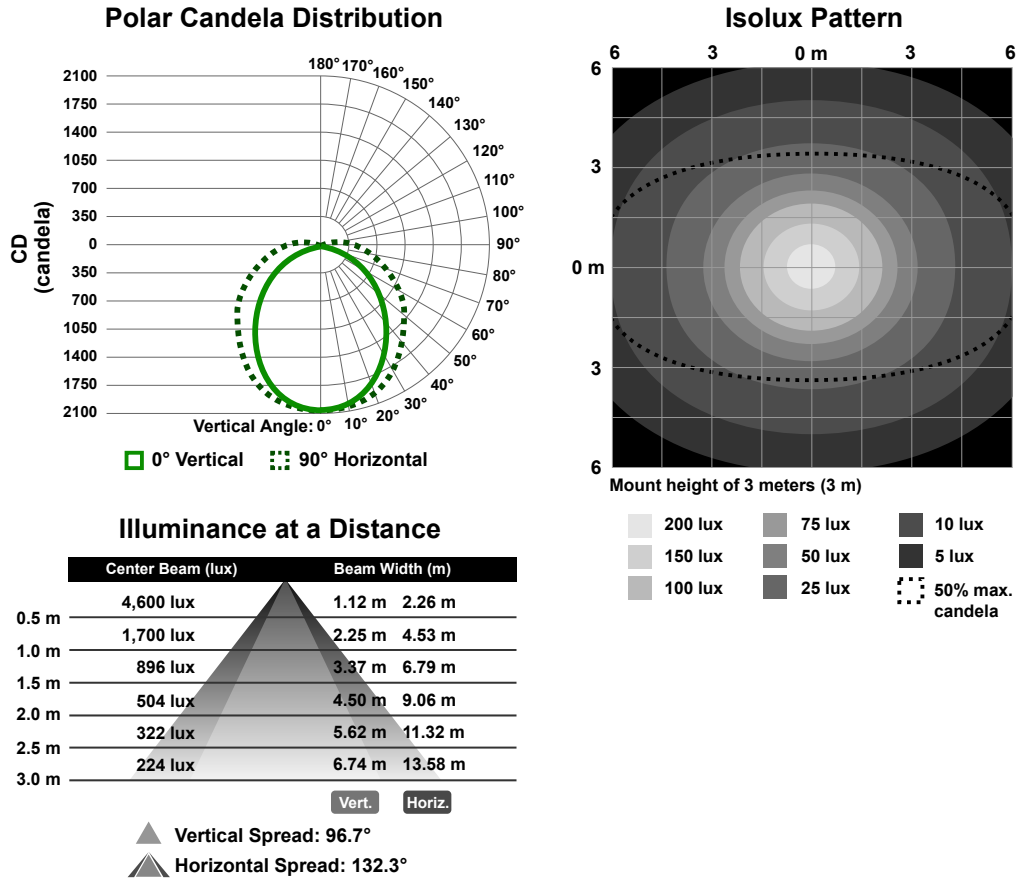 Polar Candela Distribution
180° 170° 160° 150° 140° 130° 120° 110° 100° 90° 80° 70° 60° 50° 40° 30° 20° 10°
2100
1750
1400
1050
700
350
0
350
700
1050
1400
1750
2100
CD
(candela)
Vertical Angle: 0°
0° Vertical 90° Horizontal
Isolux Pattern
6 3 0 m 3 6
6
3
0 m
3
6
Mount height of 3 meters (3 m)
200 lux 75 lux 10 lux
150 lux 50 lux 5 lux
100 lux 25 lux 50% max.
candela
Illuminance at a Distance
Center Beam (lux) Beam Width (m)
4,600 lux 1.12 m 2.26 m
0.5 m
1,700 lux 2.25 m 4.53 m
1.0 m
896 lux 3.37 m 6.79 m
1.5 m
504 lux 4.50 m 9.06 m
2.0 m
322 lux 5.62 m 11.32 m
2.5 m
224 lux 6.74 m 13.58 m
3.0 m
Vert. Horiz.
Vertical Spread: 96.7°
Horizontal Spread: 132.3°